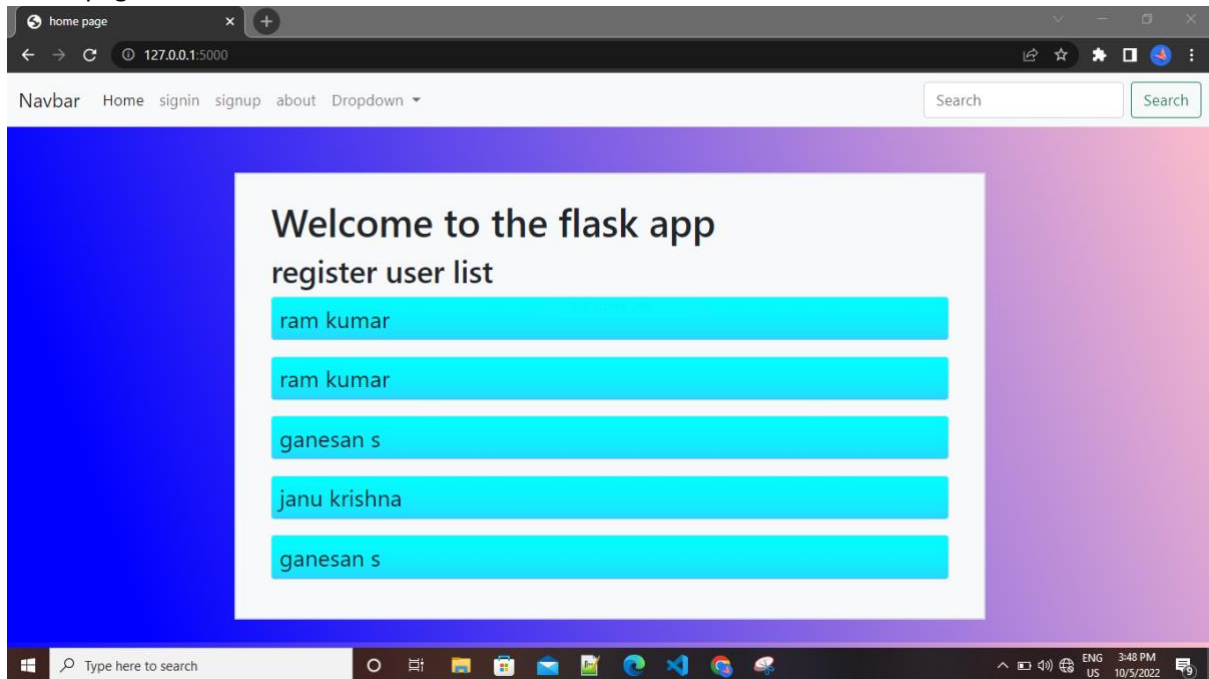 home page
127.0.0.1:5000
Navbar Home signin signup about Dropdown Search Search
Welcome to the flask app
register user list
ram kumar
ram kumar
ganesan s
janu krishna
ganesan s
Type here to search ENG 3:48 PM
US 10/5/2022 9